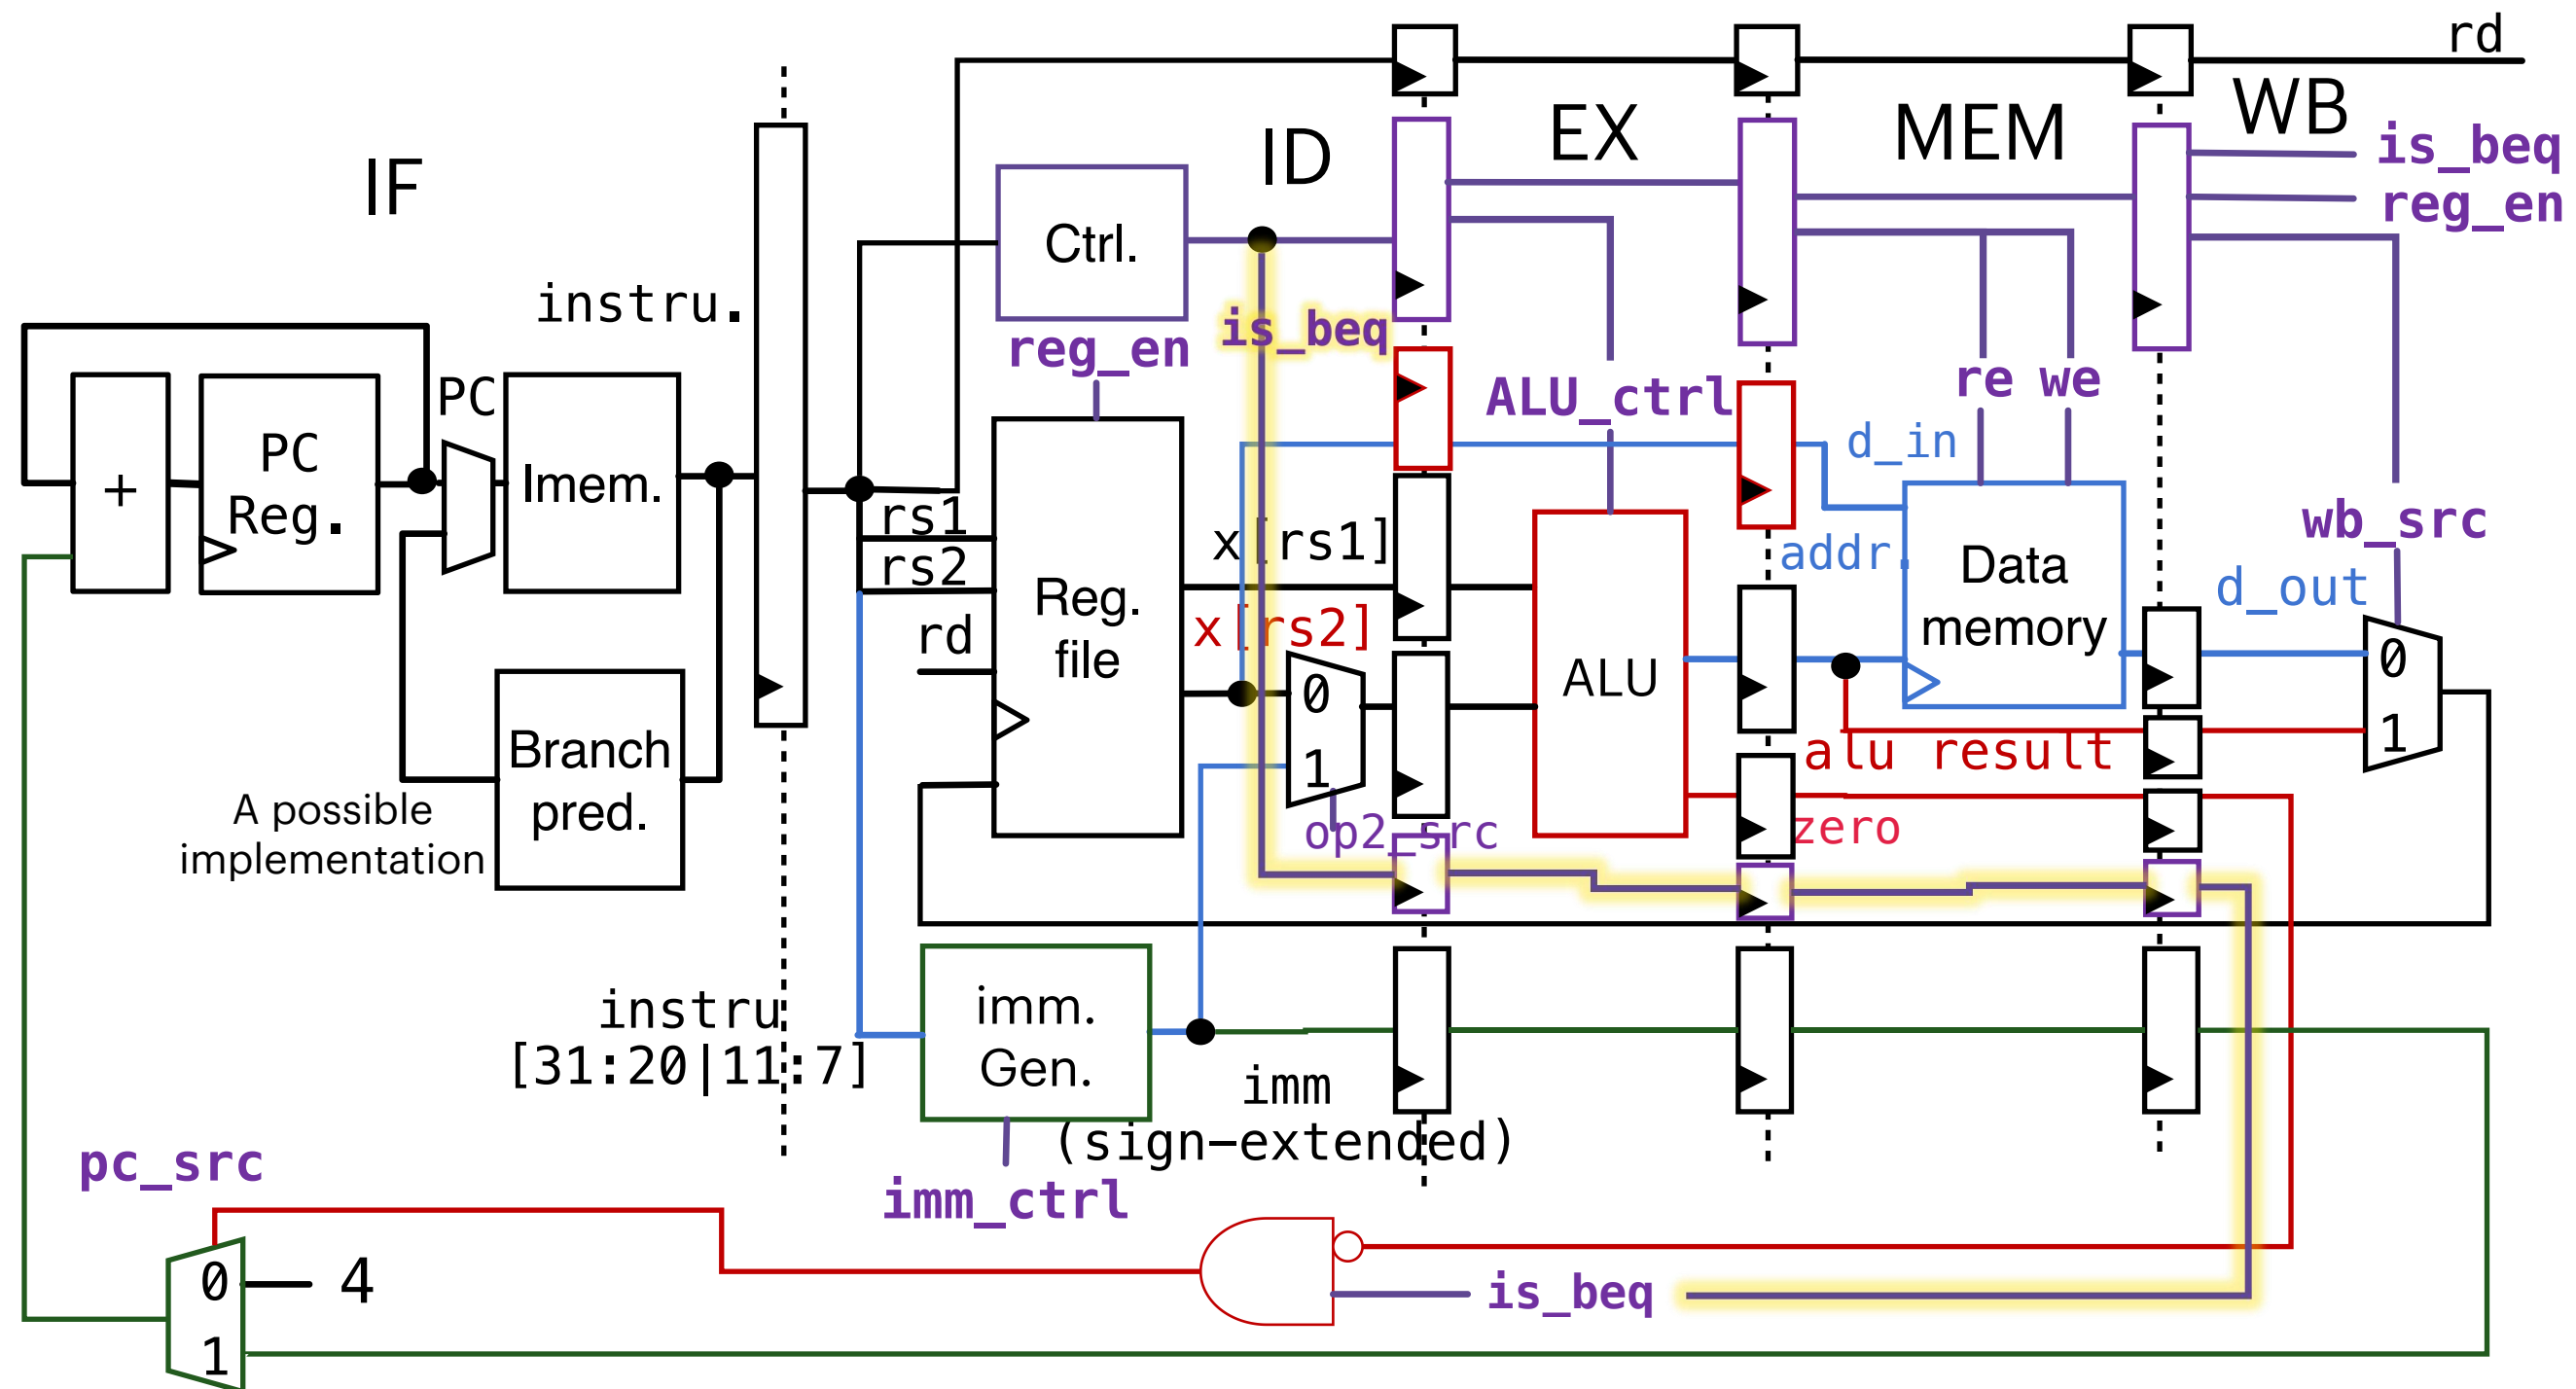 rd
WB
EX
MEM
ID
IF
is_beq
reg_en
Ctrl.
instru.
is_beq
reg_en
ALU_ctrl
re we
PC
PC
Reg.
+
Imem.
d_in
rs1
rs2
x[rs1]
x[rs2]
addr.
Data
memory
wb_src
d_out
Reg.
file
rd
0
1
ALU
0
1
Branch
pred.
alu result
A possible
implementation
op2_src
zero
instru
[31:20|11:7]
imm.
Gen.
imm
(sign-extended)
pc_src
imm_ctrl
0
4
is_beq
1